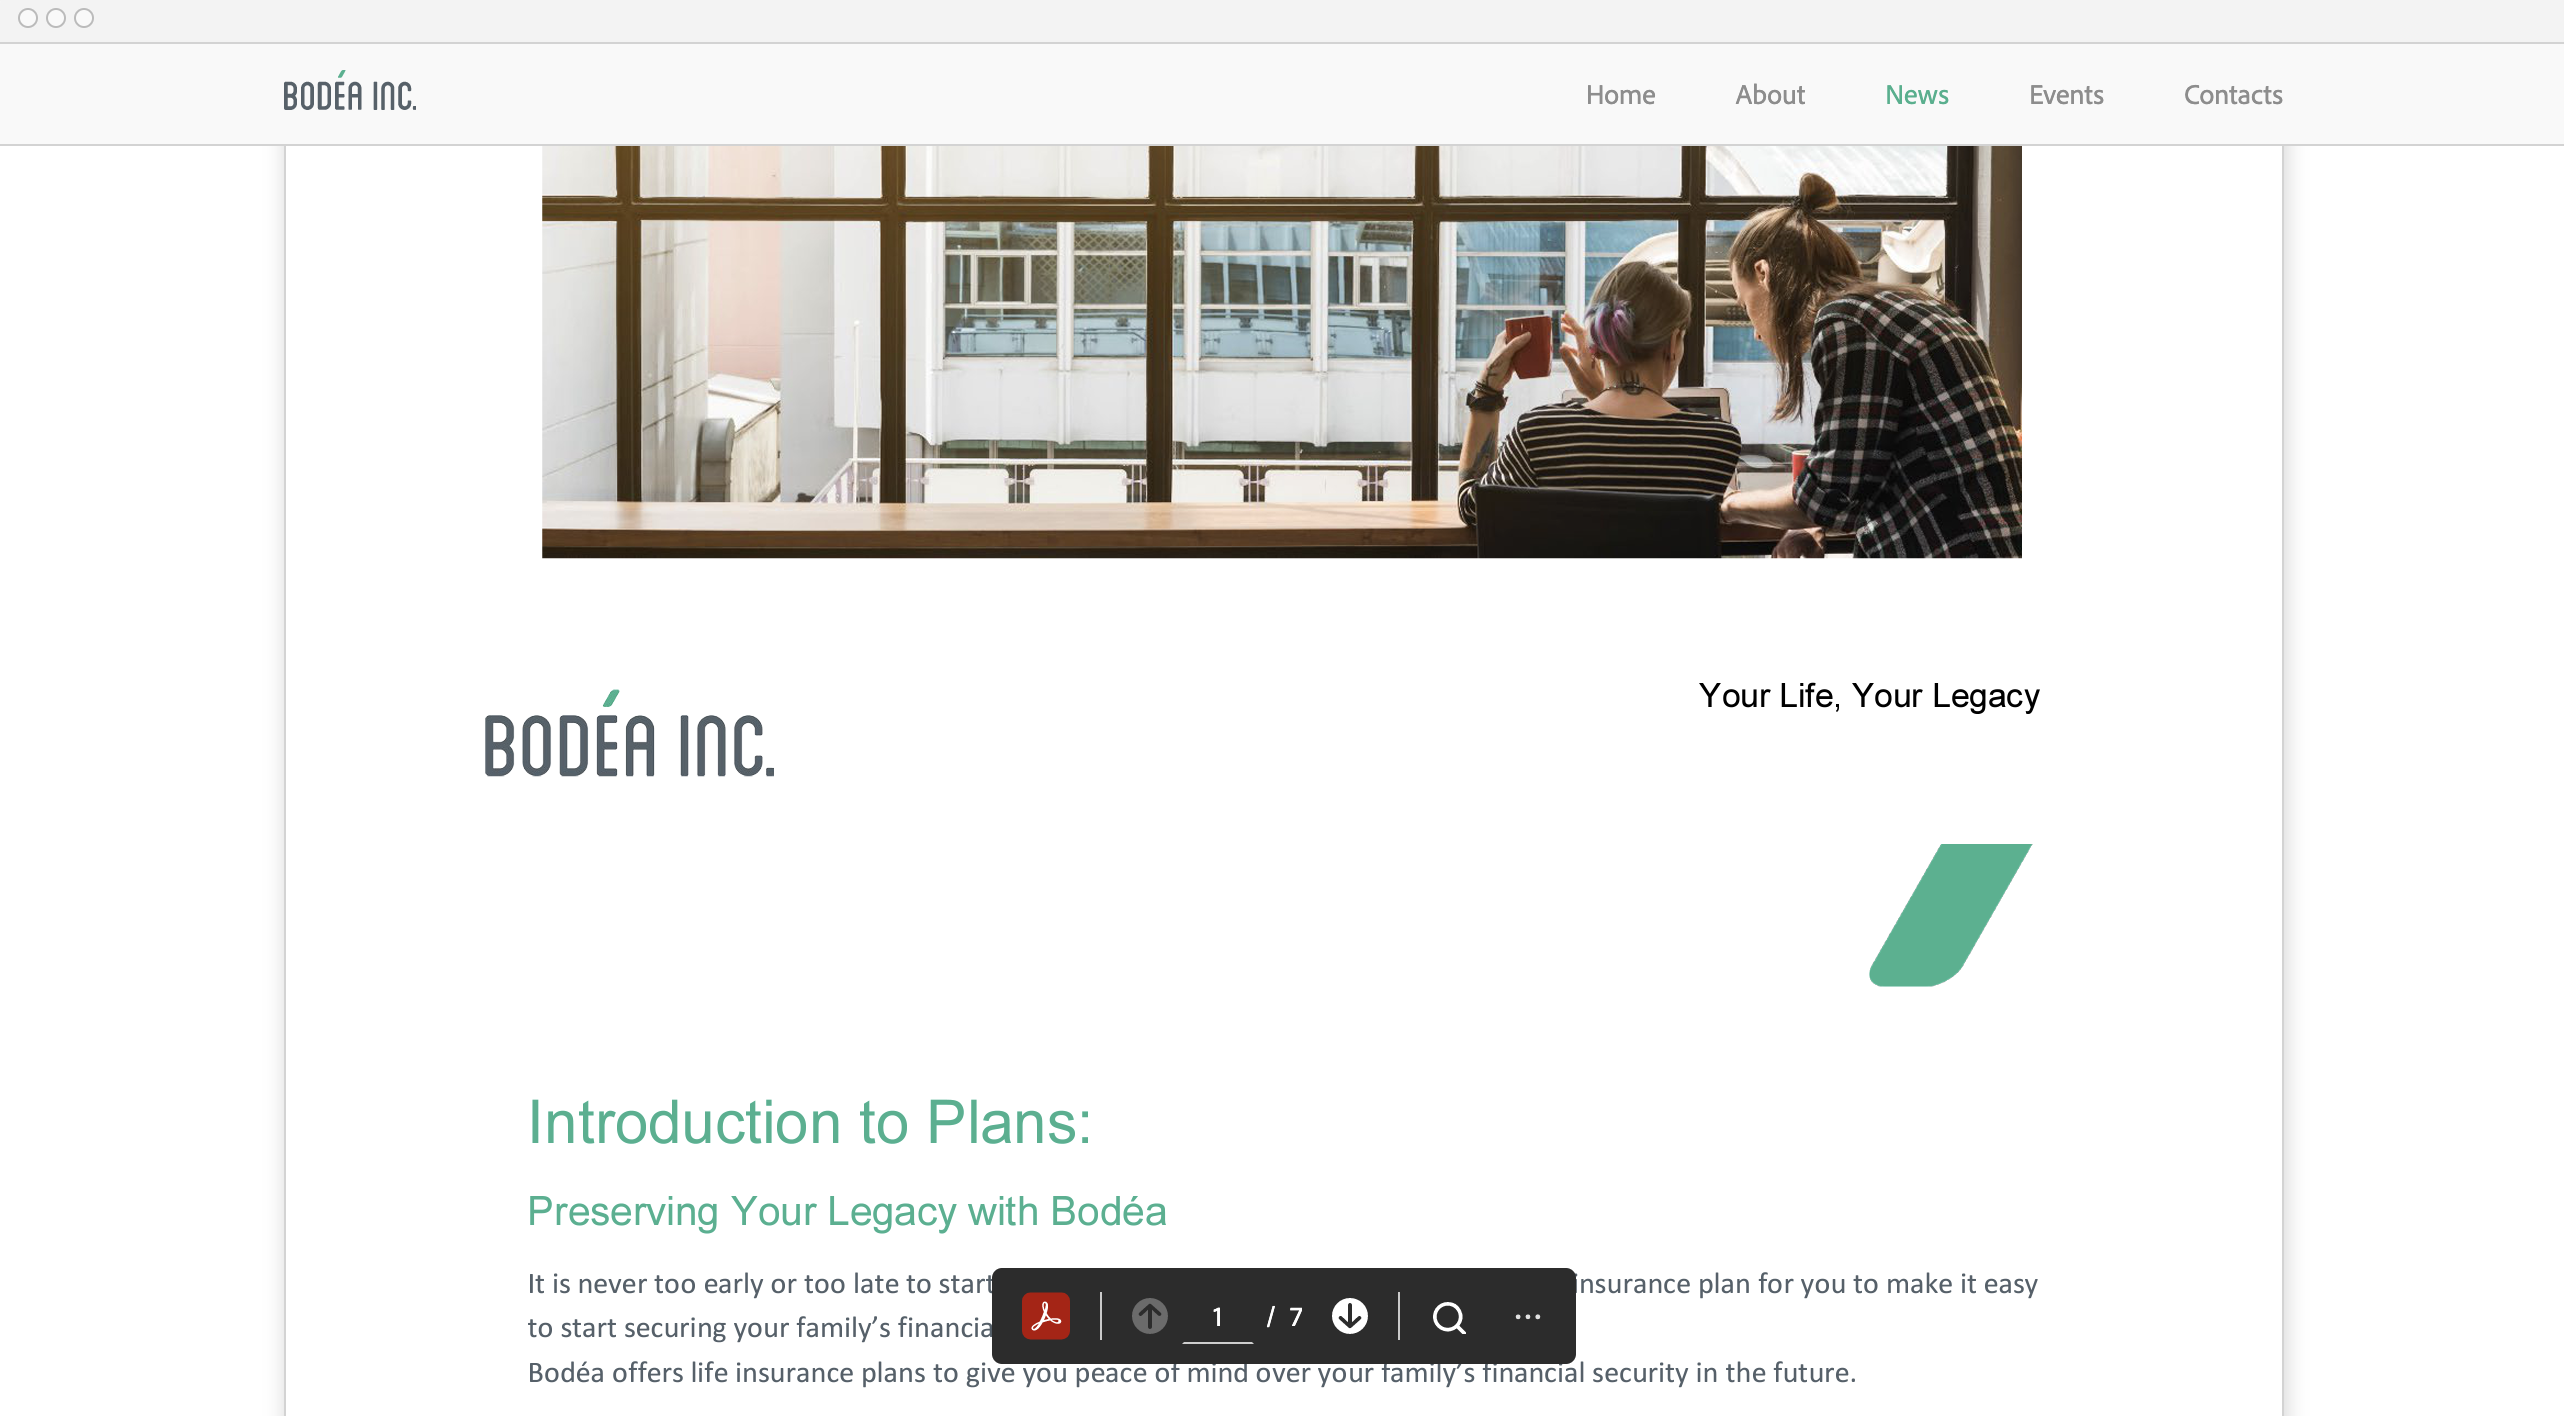 BODÉA INC.
Home About News Events Contacts
Your Life, Your Legacy
BODÉA INC.
Introduction to Plans:
Preserving Your Legacy with Bodéa
It is never too early or too late to start insurance plan for you to make it easy
to start securing your family’s financia
1 / 7
Bodéa offers life insurance plans to give you peace of mind over your family’s financial security in the future.